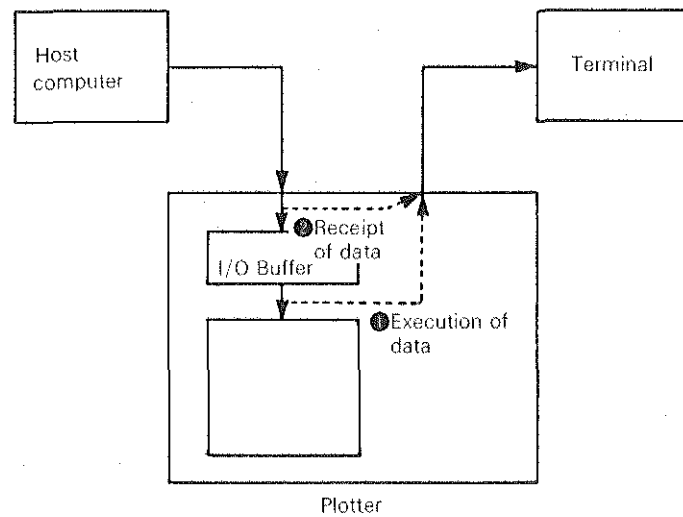 Host
computer
Terminal
❷Receipt
of data
I/O Buffer
❶Execution of
data
Plotter